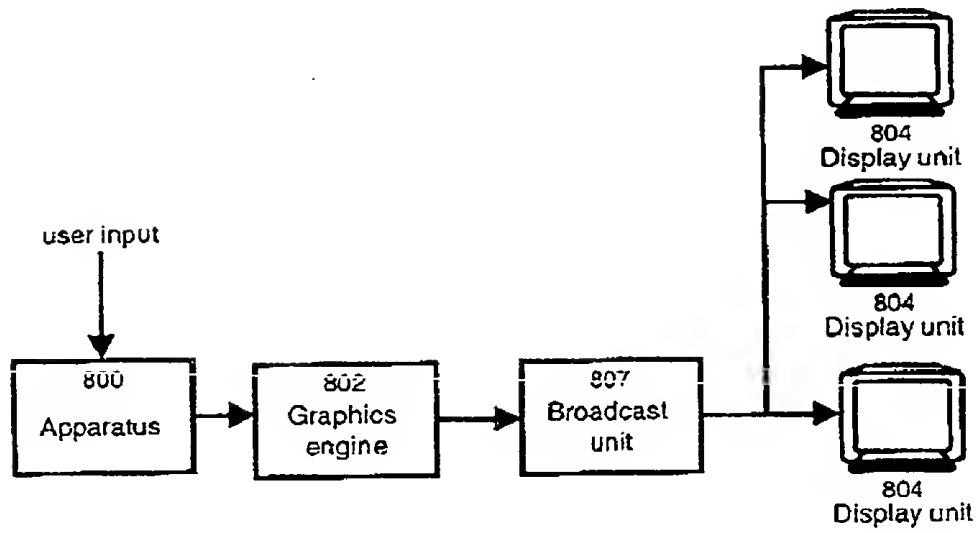 804
Display unit
804
Display unit
user input
800
Apparatus
802
Graphics
engine
807
Broadcast
unit
804
Display unit